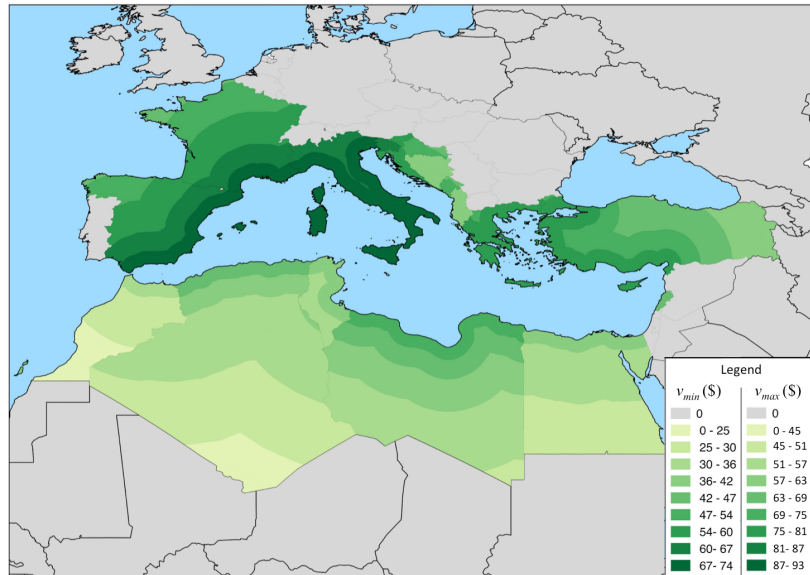 Legend
v_min ($) v_max ($)
0 0
0 - 25 0 - 45
25 - 30 45 - 51
30 - 36 51 - 57
36 - 42 57 - 63
42 - 47 63 - 69
47 - 54 69 - 75
54 - 60 75 - 81
60 - 67 81- 87
67 - 74 87- 93